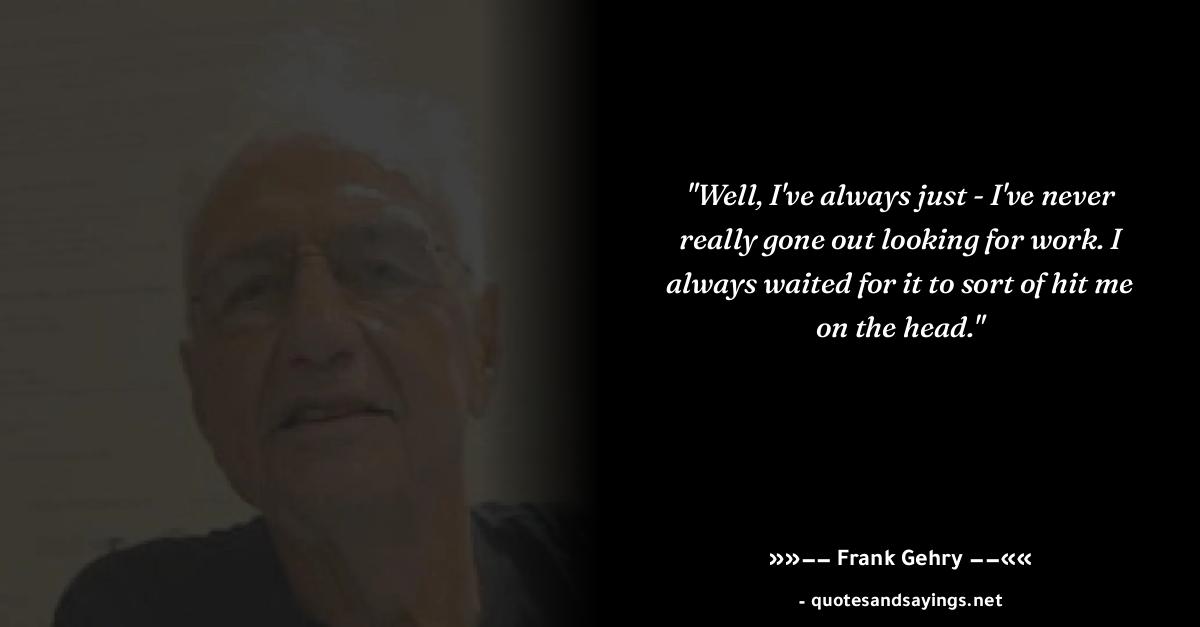 "Well, I've always just - I've never
really gone out looking for work. I
always waited for it to sort of hit me
on the head."
»»−− Frank Gehry −−««
- quotesandsayings.net